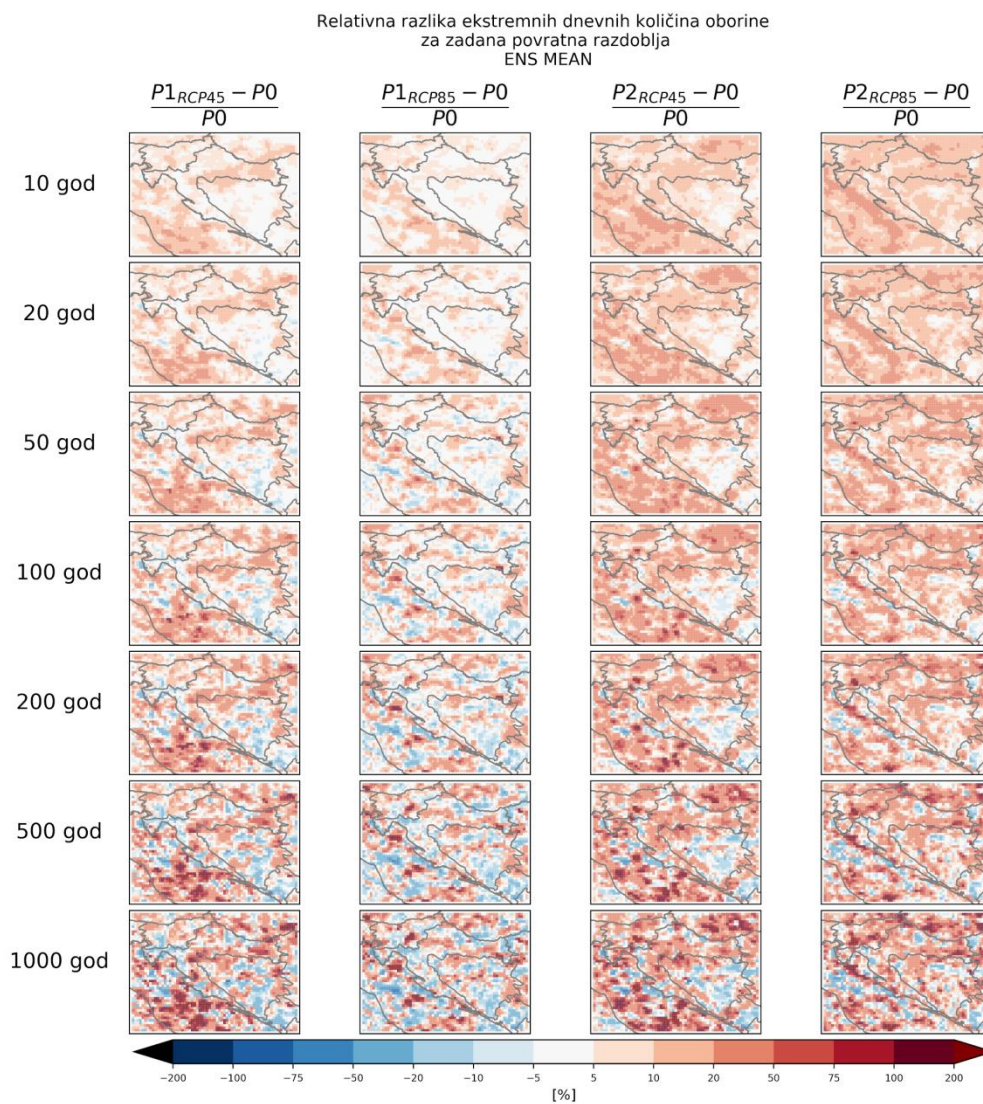 Relativna razlika ekstremnih dnevnih količina oborine
za zadana povratna razdoblja
ENS MEAN
P1RCP45 − P0
P0
P1RCP85 − P0
P0
P2RCP45 − P0
P0
P2RCP85 − P0
P0
10 god
20 god
50 god
100 god
200 god
500 god
1000 god
−200 −100 −75 −50 −20 −10 −5 5 10 20 50 75 100 200
[%]